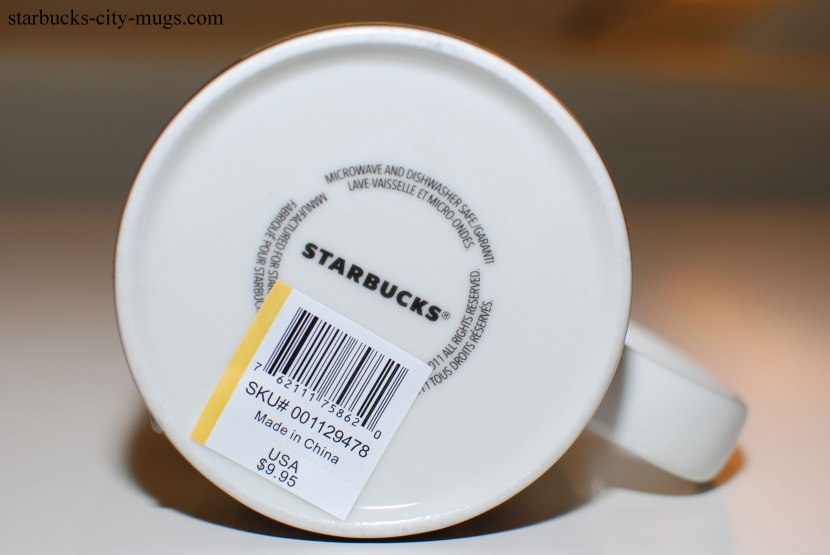 starbucks-city-mugs.com
MICROWAVE AND DISHWASHER SAFE/GARANTI
LAVE-VAISSELLE ET MICRO-ONDES.
MANUFACTURED FOR
FABRIQUÉ POUR
STARBUCKS®
ALL RIGHTS RESERVED.
TOUS DROITS RÉSERVÉS.
7 62111 75862 0
SKU# 001129478
Made in China
USA
$9.95